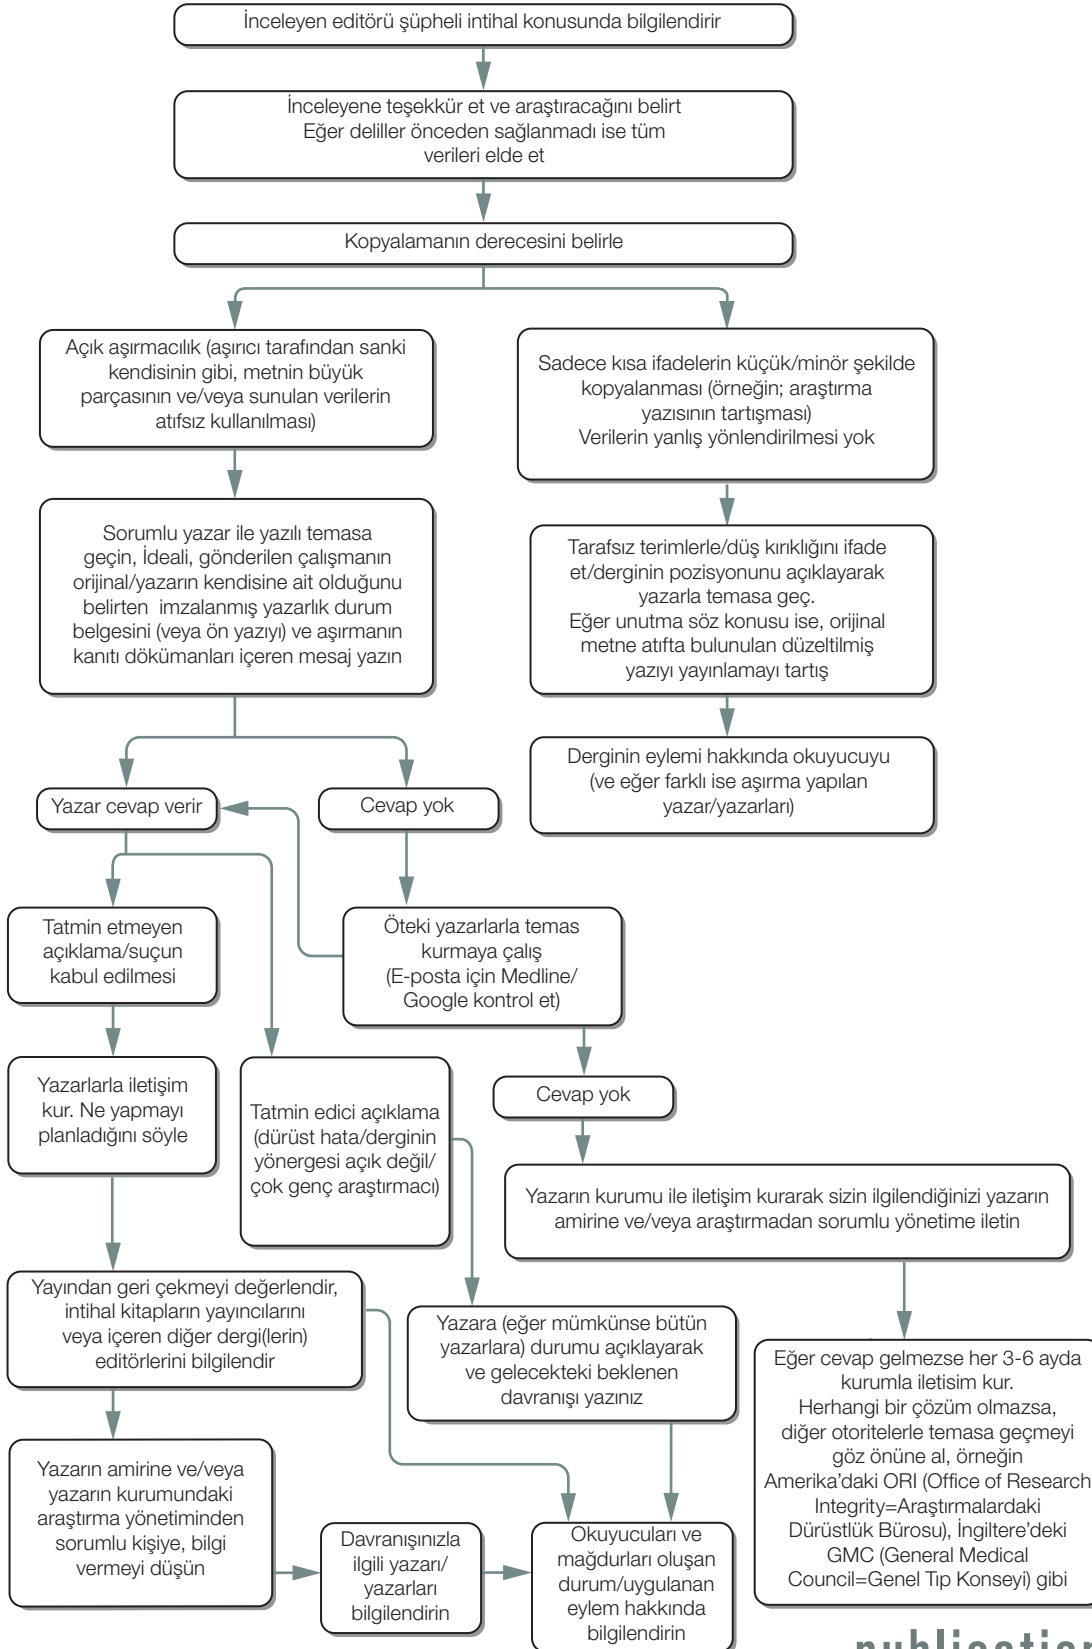 İnceleyen editörü şüpheli intihal konusunda bilgilendirir
İnceleyene teşekkür et ve araştıracağını belirt
Eğer deliller önceden sağlanmadı ise tüm
verileri elde et
Kopyalamanın derecesini belirle
Açık aşırmacılık (aşırıcı tarafından sanki
kendisinin gibi, metnin büyük
parçasının ve/veya sunulan verilerin
atıfsız kullanılması)
Sadece kısa ifadelerin küçük/minör şekilde
kopyalanması (örneğin; araştırma
yazısının tartışması)
Verilerin yanlış yönlendirilmesi yok
Sorumlu yazar ile yazılı temasa
geçin, İdeali, gönderilen çalışmanın
orijinal/yazarın kendisine ait olduğunu
belirten imzalanmış yazarlık durum
belgesini (veya ön yazıyı) ve aşırmanın
kanıtı dökümanları içeren mesaj yazın
Tarafsız terimlerle/düş kırıklığını ifade
et/derginin pozisyonunu açıklayarak
yazarla temasa geç.
Eğer unutma söz konusu ise, orijinal
metne atıfta bulunulan düzeltilmiş
yazıyı yayınlamayı tartış
Derginin eylemi hakkında okuyucuyu
(ve eğer farklı ise aşırma yapılan
yazar/yazarları)
Yazar cevap verir
Cevap yok
Tatmin etmeyen
açıklama/suçun
kabul edilmesi
Öteki yazarlarla temas
kurmaya çalış
(E-posta için Medline/
Google kontrol et)
Yazarlarla iletişim
kur. Ne yapmayı
planladığını söyle
Tatmin edici açıklama
(dürüst hata/derginin
yönergesi açık değil/
çok genç araştırmacı)
Cevap yok
Yazarın kurumu ile iletişim kurarak sizin ilgilendiğinizi yazarın
amirine ve/veya araştırmadan sorumlu yönetime iletin
Yayından geri çekmeyi değerlendir,
intihal kitapların yayıncılarını
veya içeren diğer dergi(lerin)
editörlerini bilgilendir
Yazara (eğer mümkünse bütün
yazarlara) durumu açıklayarak
ve gelecekteki beklenen
davranışı yazınız
Eğer cevap gelmezse her 3-6 ayda
kurumla iletisim kur.
Herhangi bir çözüm olmazsa,
diğer otoritelerle temasa geçmeyi
göz önüne al, örneğin
Amerika'daki ORI (Office of Research
Integrity=Araştırmalardaki
Dürüstlük Bürosu), İngiltere'deki
GMC (General Medical
Council=Genel Tıp Konseyi) gibi
Yazarın amirine ve/veya
yazarın kurumundaki
araştırma yönetiminden
sorumlu kişiye, bilgi
vermeyi düşün
Davranışınızla
ilgili yazarı/
yazarları
bilgilendirin
Okuyucuları ve
mağdurları oluşan
durum/uygulanan
eylem hakkında
bilgilendirin